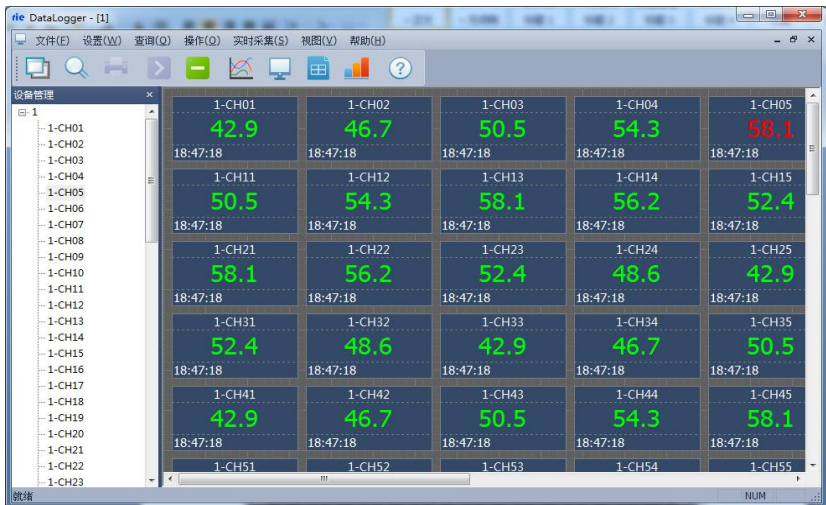 rie DataLogger - [1]
文件(F) 设置(W) 查询(Q) 操作(O) 实时采集(S) 视图(V) 帮助(H)
设备管理
1
1-CH01
1-CH02
1-CH03
1-CH04
1-CH05
1-CH06
1-CH07
1-CH08
1-CH09
1-CH10
1-CH11
1-CH12
1-CH13
1-CH14
1-CH15
1-CH16
1-CH17
1-CH18
1-CH19
1-CH20
1-CH21
1-CH22
1-CH23
1-CH01 1-CH02 1-CH03 1-CH04 1-CH05
42.9 46.7 50.5 54.3 58.1
18:47:18 18:47:18 18:47:18 18:47:18 18:47:18
1-CH11 1-CH12 1-CH13 1-CH14 1-CH15
50.5 54.3 58.1 56.2 52.4
18:47:18 18:47:18 18:47:18 18:47:18 18:47:18
1-CH21 1-CH22 1-CH23 1-CH24 1-CH25
58.1 56.2 52.4 48.6 42.9
18:47:18 18:47:18 18:47:18 18:47:18 18:47:18
1-CH31 1-CH32 1-CH33 1-CH34 1-CH35
52.4 48.6 42.9 46.7 50.5
18:47:18 18:47:18 18:47:18 18:47:18 18:47:18
1-CH41 1-CH42 1-CH43 1-CH44 1-CH45
42.9 46.7 50.5 54.3 58.1
18:47:18 18:47:18 18:47:18 18:47:18 18:47:18
1-CH51 1-CH52 1-CH53 1-CH54 1-CH55
就绪 NUM